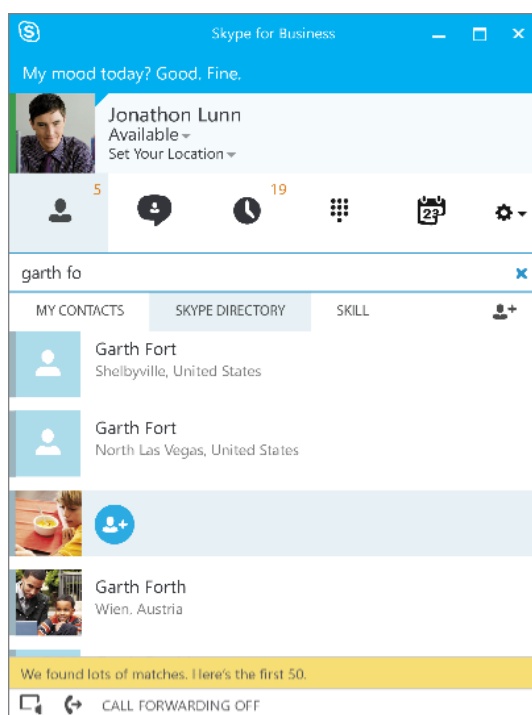 Skype for Business
My mood today? Good. Fine.
Jonathon Lunn
Available
Set Your Location
5
19
23
garth fo
MY CONTACTS SKYPE DIRECTORY SKILL
Garth Fort
Shelbyville, United States
Garth Fort
North Las Vegas, United States
Garth Forth
Wien, Austria
We found lots of matches. Here's the first 50.
CALL FORWARDING OFF